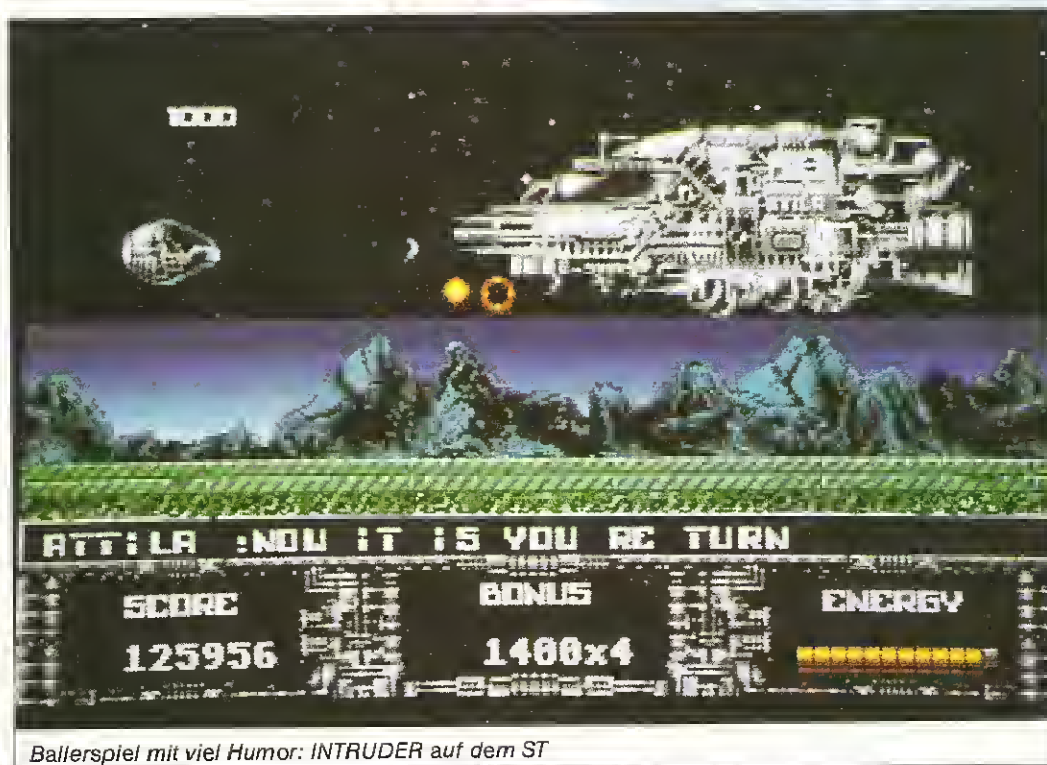 ATTILA :NOW IT IS YOU RE TURN
SCORE BONUS ENERGY
125956 1400x4
Ballerspiel mit viel Humor: INTRUDER auf dem ST